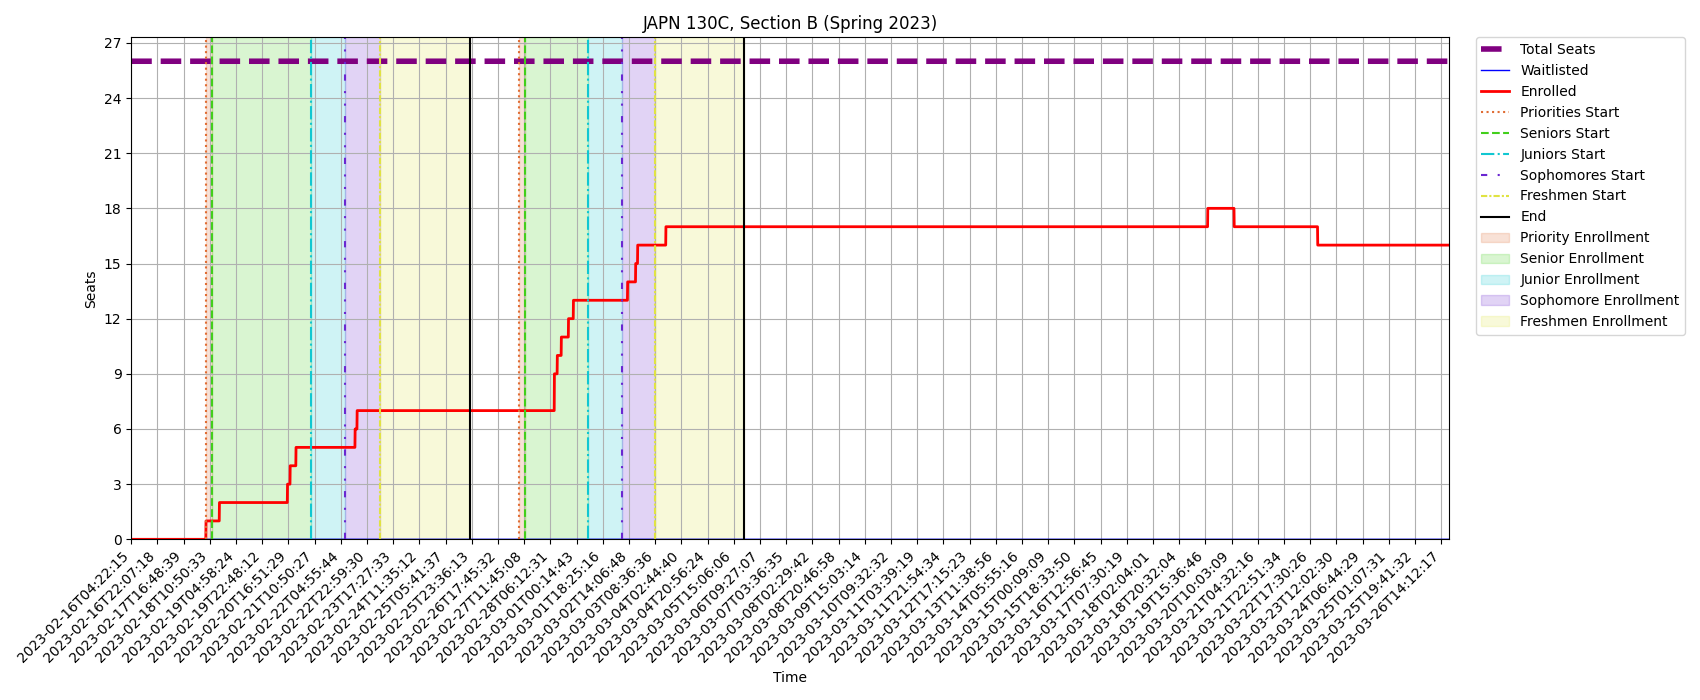 JAPN 130C, Section B (Spring 2023)
27
24
21
18
15
12
9
6
3
0
Seats
2023-02-16T04:22:15
2023-02-16T22:07:18
2023-02-17T16:48:39
2023-02-18T10:50:33
2023-02-19T04:58:24
2023-02-19T22:48:12
2023-02-20T16:51:29
2023-02-21T10:50:27
2023-02-22T04:55:44
2023-02-22T22:59:30
2023-02-23T17:27:33
2023-02-24T11:35:12
2023-02-25T05:41:37
2023-02-25T23:36:13
2023-02-26T17:45:32
2023-02-27T11:45:08
2023-02-28T06:12:31
2023-03-01T00:14:43
2023-03-01T18:25:16
2023-03-02T14:06:48
2023-03-03T08:36:36
2023-03-04T02:44:40
2023-03-04T20:56:24
2023-03-05T15:06:06
2023-03-06T09:27:07
2023-03-07T03:36:35
2023-03-08T02:29:42
2023-03-08T20:46:58
2023-03-09T15:03:14
2023-03-10T09:32:32
2023-03-11T03:39:19
2023-03-11T21:54:34
2023-03-12T17:15:23
2023-03-13T11:38:56
2023-03-14T05:55:16
2023-03-15T00:09:09
2023-03-15T18:33:50
2023-03-16T12:56:45
2023-03-17T07:30:19
2023-03-18T02:04:01
2023-03-18T20:32:04
2023-03-19T15:36:46
2023-03-20T10:03:09
2023-03-21T04:32:16
2023-03-21T22:51:34
2023-03-22T17:30:26
2023-03-23T12:02:30
2023-03-24T06:44:29
2023-03-25T01:07:31
2023-03-25T19:41:32
2023-03-26T14:12:17
Time
Total Seats
Waitlisted
Enrolled
Priorities Start
Seniors Start
Juniors Start
Sophomores Start
Freshmen Start
End
Priority Enrollment
Senior Enrollment
Junior Enrollment
Sophomore Enrollment
Freshmen Enrollment